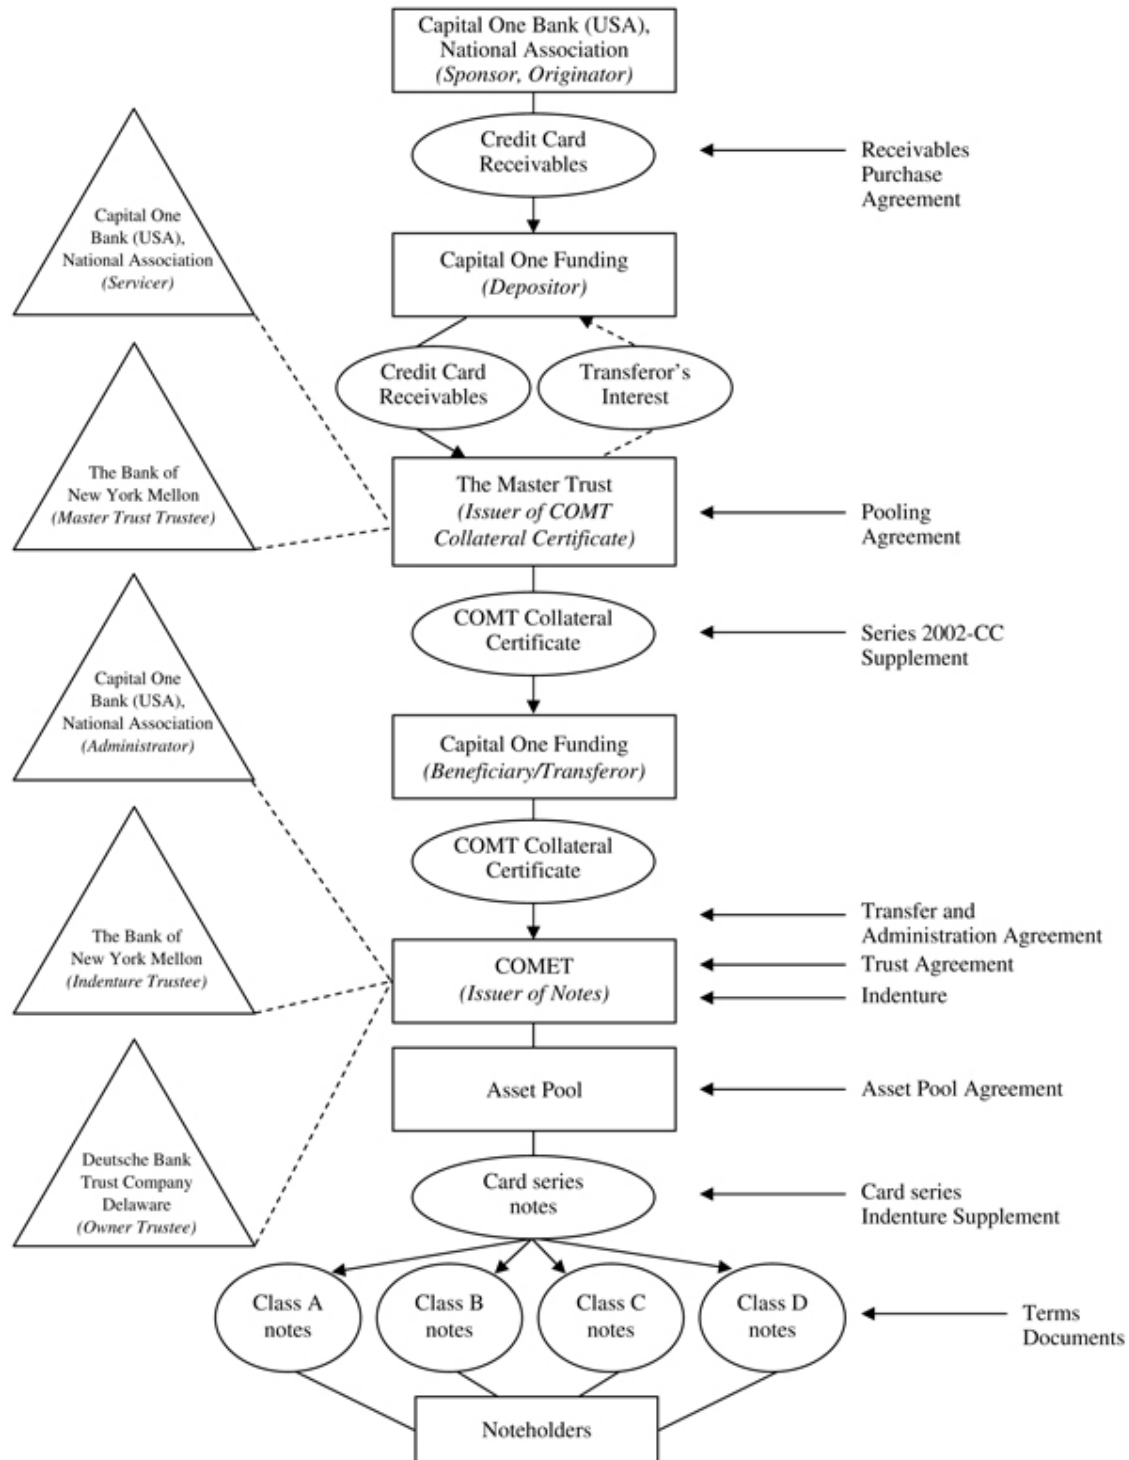 Capital One Bank (USA),
National Association
(Sponsor, Originator)
Credit Card
Receivables
Receivables
Purchase
Agreement
Capital One
Bank (USA),
National Association
(Servicer)
Capital One Funding
(Depositor)
Credit Card
Receivables
Transferor's
Interest
The Bank of
New York Mellon
(Master Trust Trustee)
The Master Trust
(Issuer of COMT
Collateral Certificate)
Pooling
Agreement
COMT Collateral
Certificate
Series 2002-CC
Supplement
Capital One
Bank (USA),
National Association
(Administrator)
Capital One Funding
(Beneficiary/Transferor)
COMT Collateral
Certificate
Transfer and
Administration Agreement
Trust Agreement
Indenture
The Bank of
New York Mellon
(Indenture Trustee)
COMET
(Issuer of Notes)
Asset Pool
Asset Pool Agreement
Deutsche Bank
Trust Company
Delaware
(Owner Trustee)
Card series
notes
Card series
Indenture Supplement
Class A
notes
Class B
notes
Class C
notes
Class D
notes
Terms
Documents
Noteholders